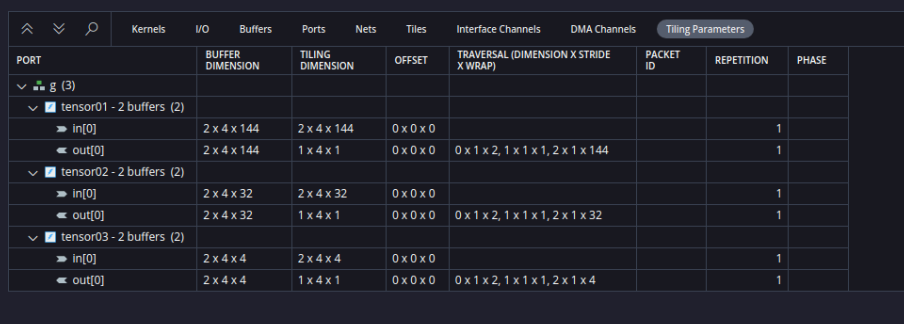 Kernels I/O Buffers Ports Nets Tiles Interface Channels DMA Channels Tiling Parameters
PORT BUFFER DIMENSION TILING DIMENSION OFFSET TRAVERSAL (DIMENSION X STRIDE X WRAP) PACKET ID REPETITION PHASE
g (3)
tensor01 - 2 buffers (2)
in[0] 2 x 4 x 144 2 x 4 x 144 0 x 0 x 0 1
out[0] 2 x 4 x 144 1 x 4 x 1 0 x 0 x 0 0 x 1 x 2, 1 x 1 x 1, 2 x 1 x 144 1
tensor02 - 2 buffers (2)
in[0] 2 x 4 x 32 2 x 4 x 32 0 x 0 x 0 1
out[0] 2 x 4 x 32 1 x 4 x 1 0 x 0 x 0 0 x 1 x 2, 1 x 1 x 1, 2 x 1 x 32 1
tensor03 - 2 buffers (2)
in[0] 2 x 4 x 4 2 x 4 x 4 0 x 0 x 0 1
out[0] 2 x 4 x 4 1 x 4 x 1 0 x 0 x 0 0 x 1 x 2, 1 x 1 x 1, 2 x 1 x 4 1